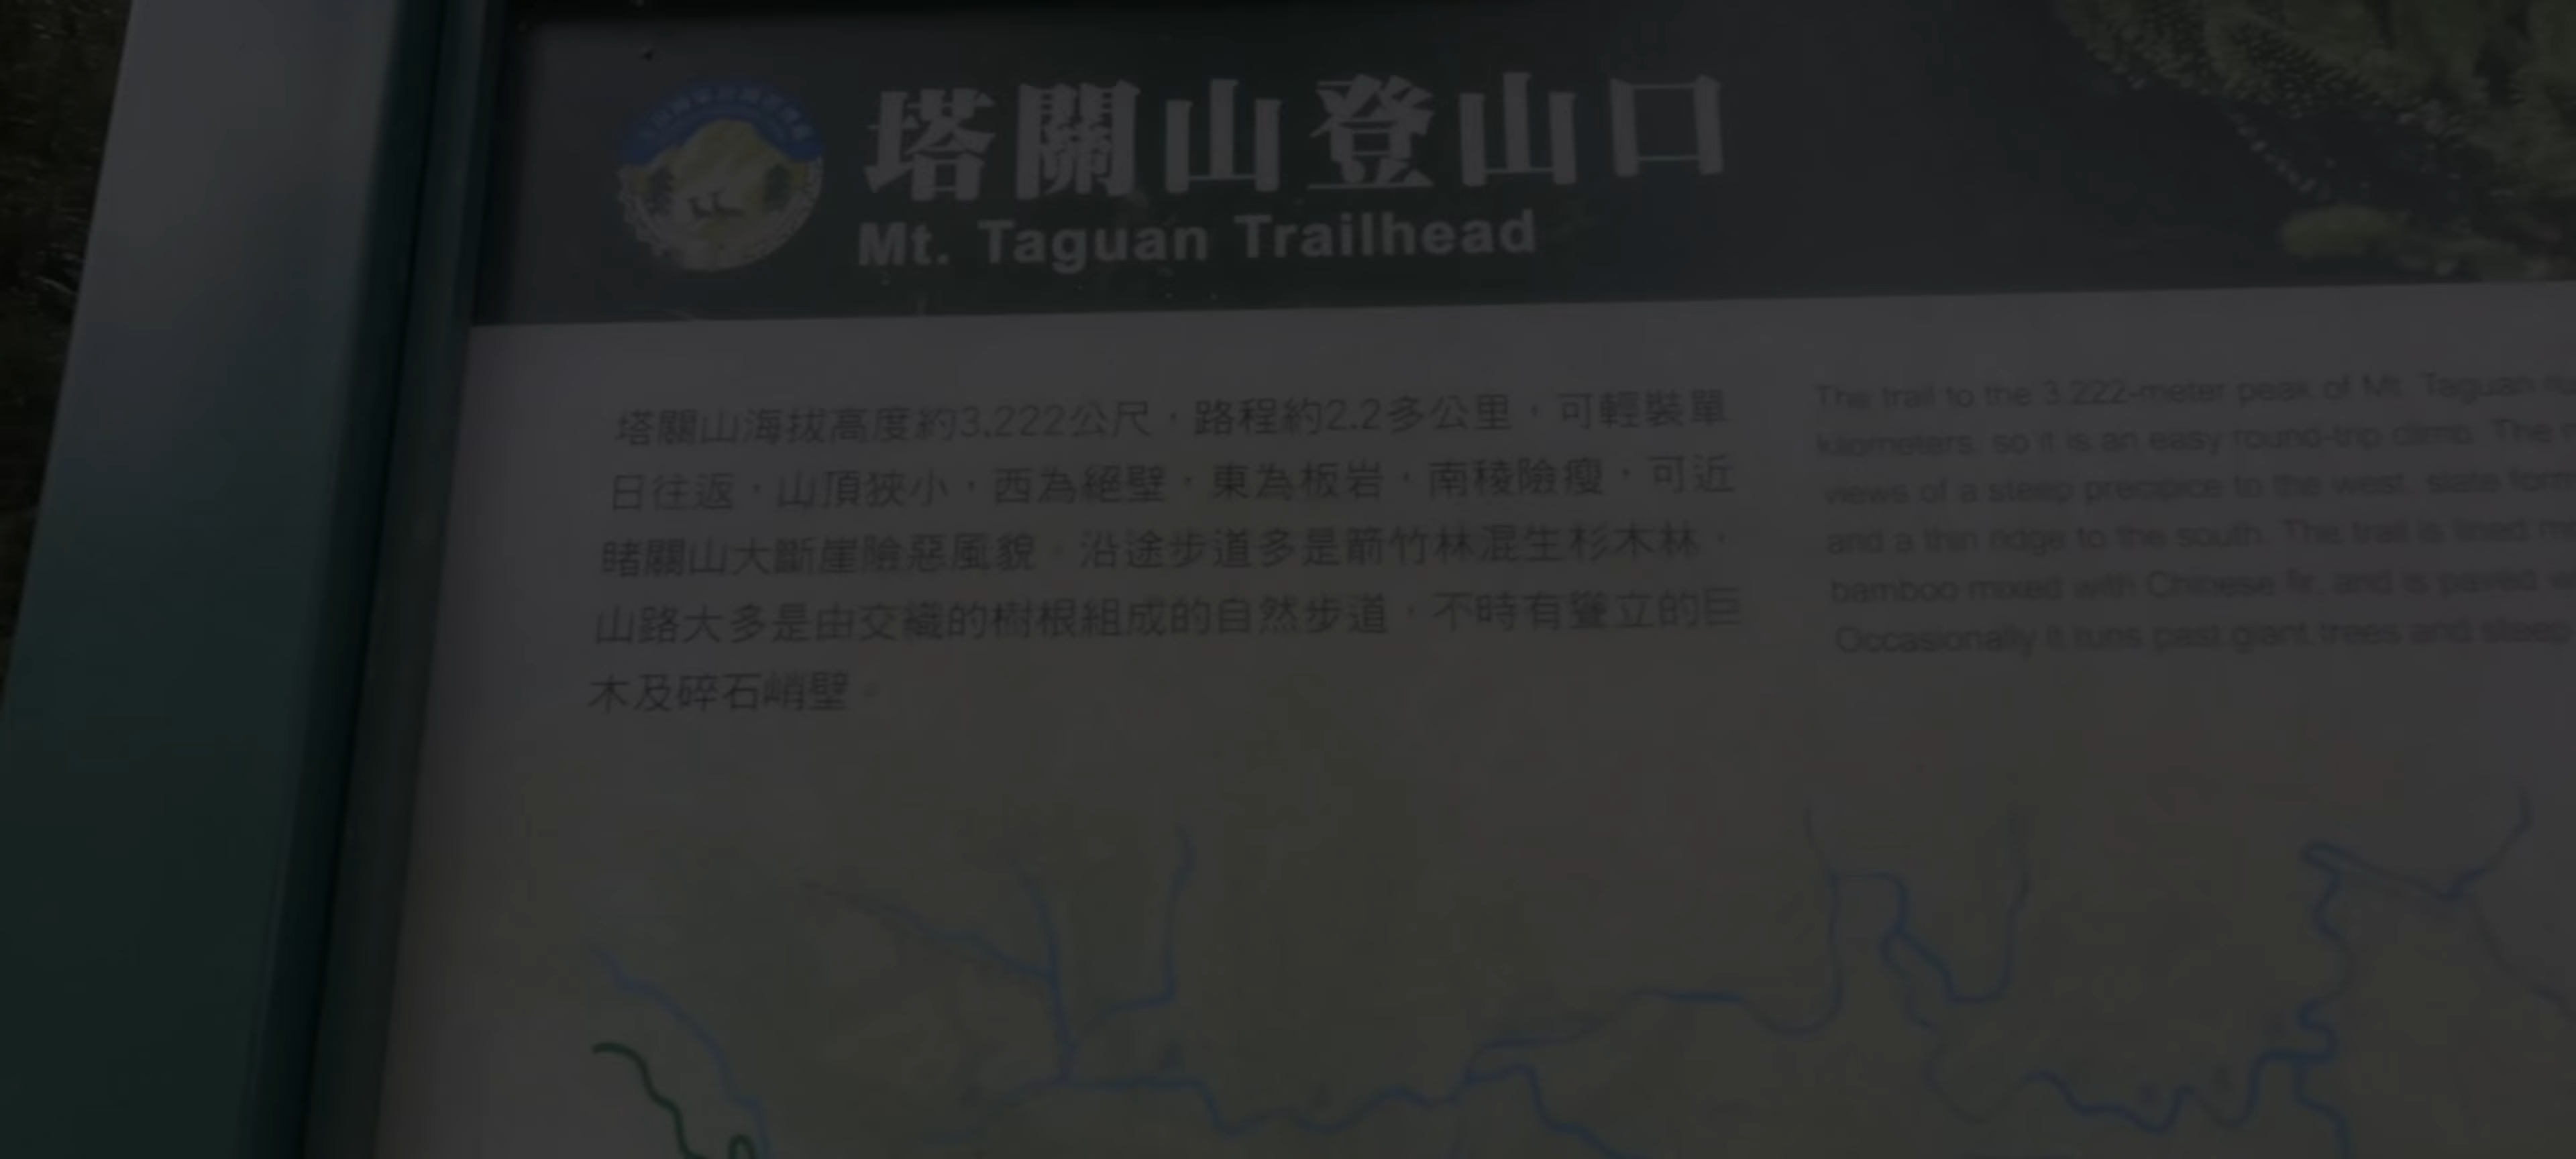 塔關山登山口
Mt. Taguan Trailhead
塔關山海拔高度約3,222公尺，路程約2.2多公里，可輕裝單
日往返，山頂狹小，西為絕壁，東為板岩，南稜險瘦，可近
睹關山大斷崖險惡風貌。沿途步道多是箭竹林混生杉木林，
山路大多是由交織的樹根組成的自然步道，不時有聳立的巨
木及碎石峭壁。
The trail to the 3,222-meter peak of Mt. Taguan
kilometers, so it is an easy round-trip climb. The
views of a steep precipice to the west, slate
and a thin ridge to the south. The trail is lined
bamboo mixed with Chinese fir, and is paved
Occasionally it runs past giant trees and steep